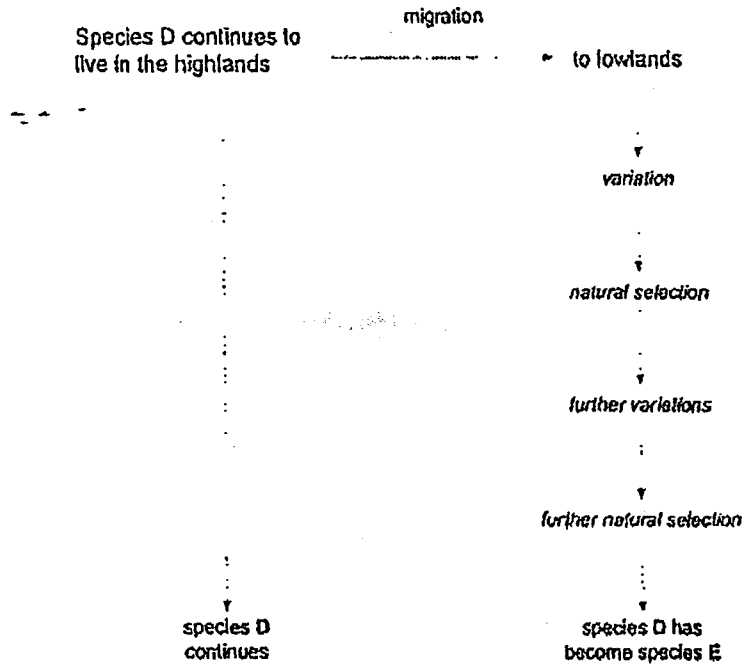 migration
Species D continues to
live in the highlands
to lowlands
variation
natural selection
further variations
further natural selection
species D
continues
species D has
become species E